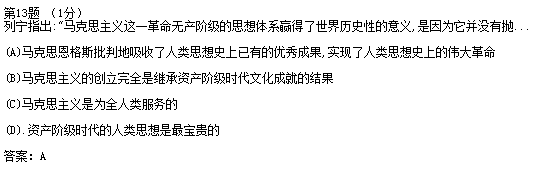 第13题 （1分）
列宁指出:“马克思主义这一革命无产阶级的思想体系赢得了世界历史性的意义,是因为它并没有抛...
(A)马克思恩格斯批判地吸收了人类思想史上已有的优秀成果,实现了人类思想史上的伟大革命
(B)马克思主义的创立完全是继承资产阶级时代文化成就的结果
(C)马克思主义是为全人类服务的
(D).资产阶级时代的人类思想是最宝贵的
答案: A